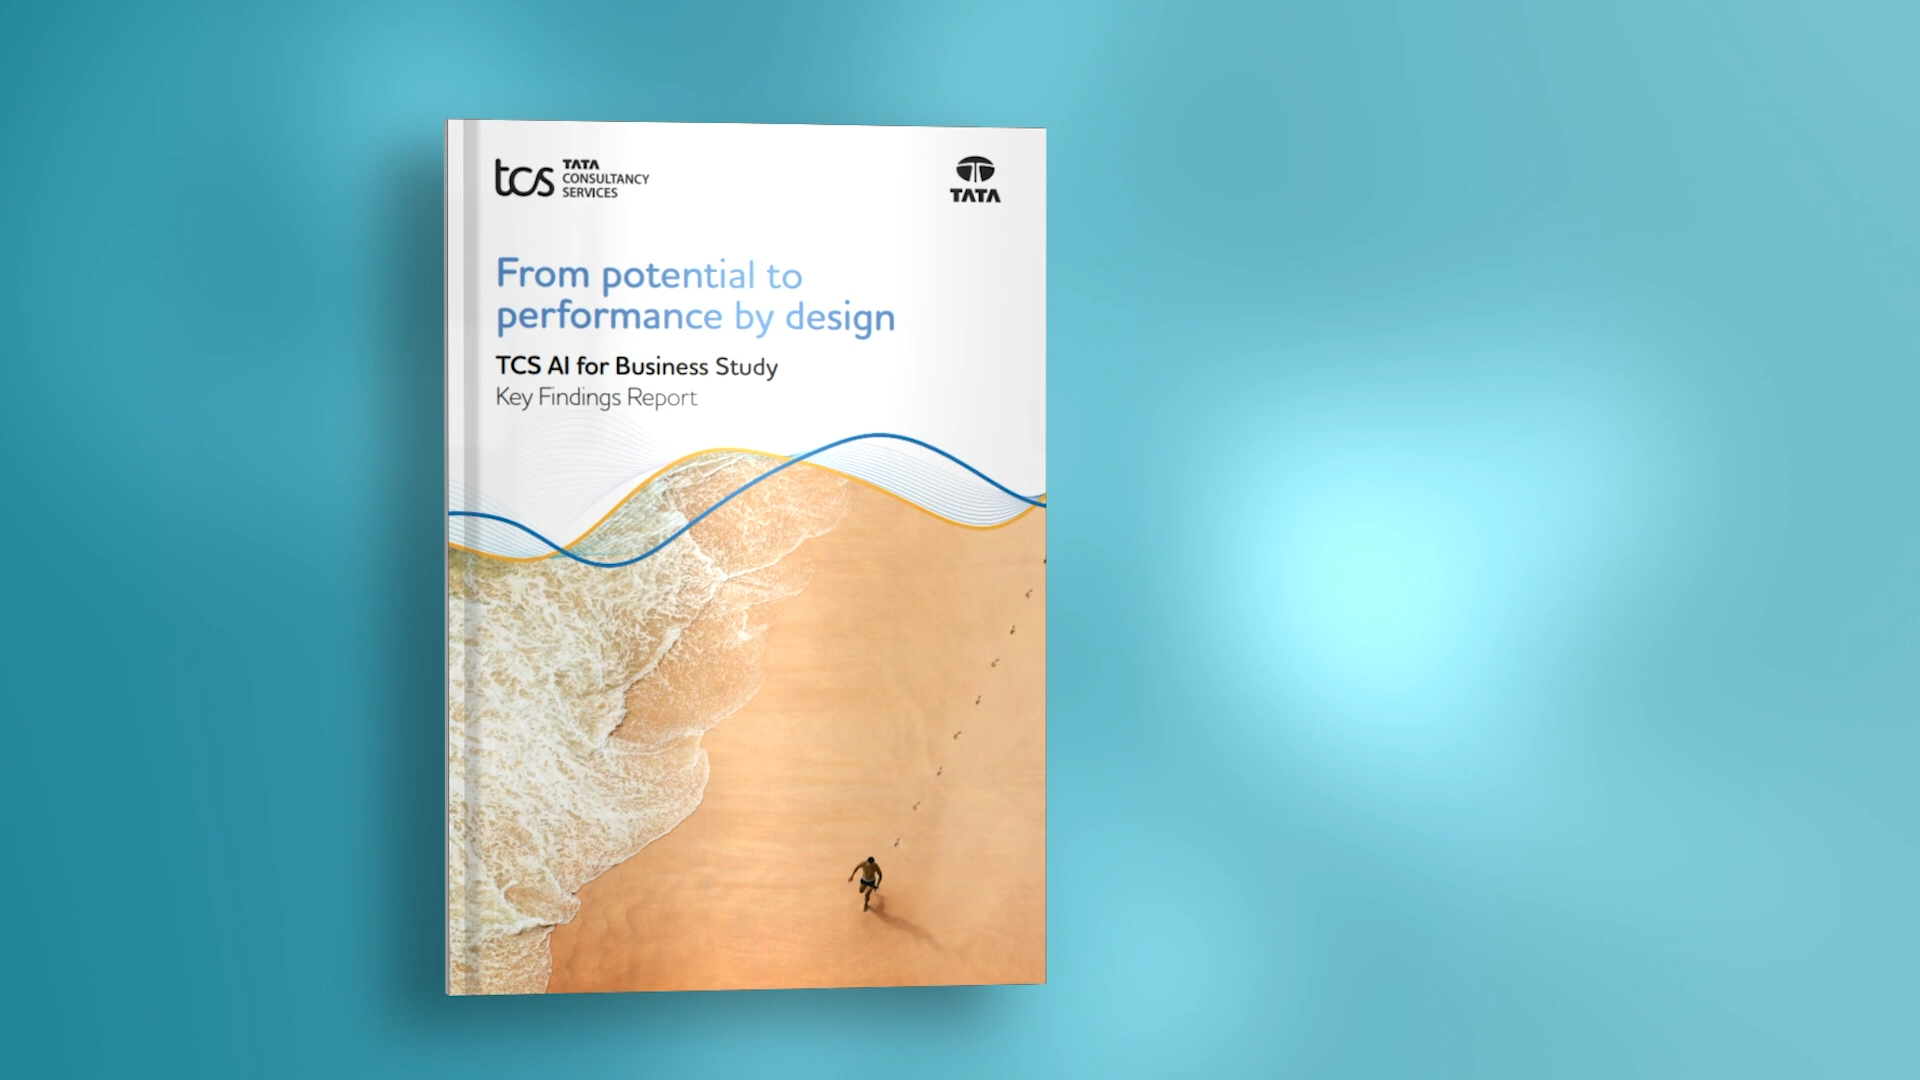 tcs TATA
CONSULTANCY
SERVICES
TATA
From potential to
performance by design
TCS AI for Business Study
Key Findings Report